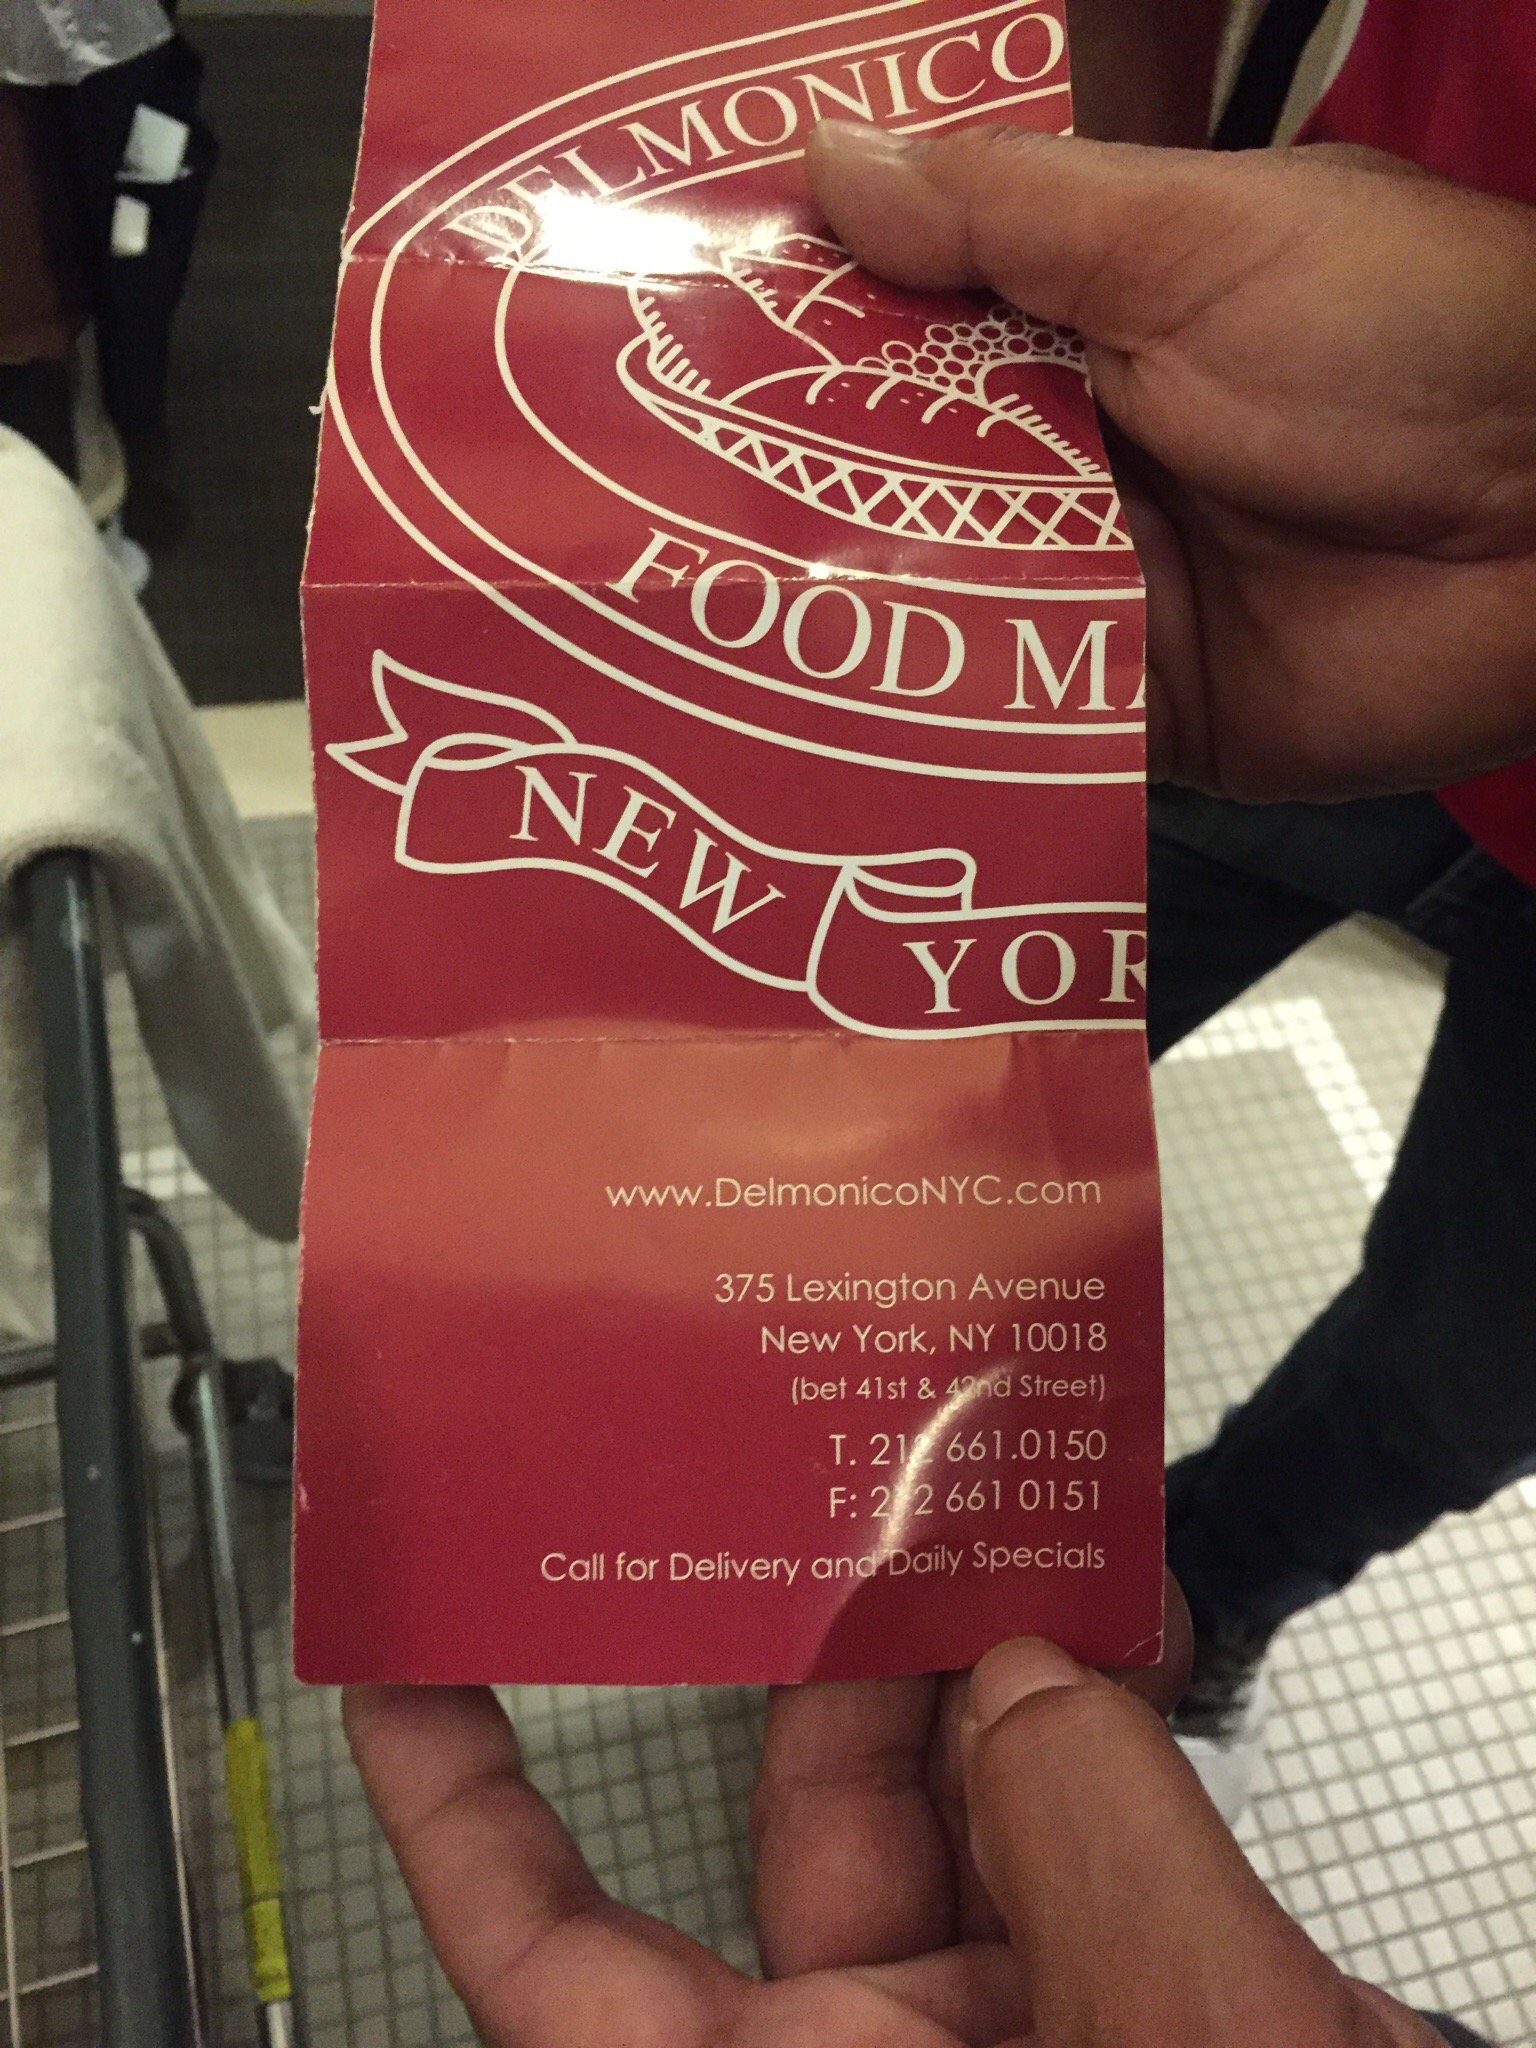 DELMONICO
FOOD MA
NEW YOR
www.DelmonicoNYC.com
375 Lexington Avenue
New York, NY 10018
(bet 41st & 42nd Street)
T. 212 661.0150
F: 212 661 0151
Call for Delivery and Daily Specials